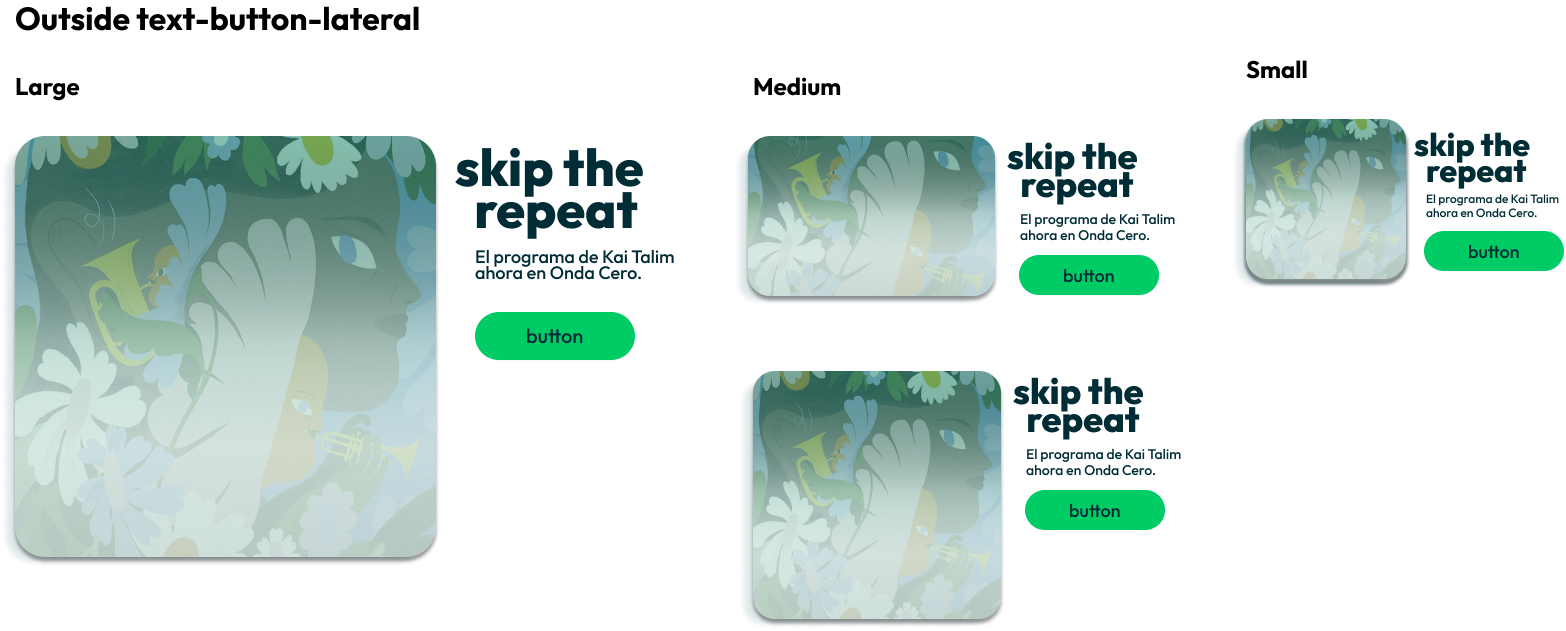 Outside text-button-lateral
Large
skip the
repeat
El programa de Kai Talim
ahora en Onda Cero.
button
Medium
skip the
repeat
El programa de Kai Talim
ahora en Onda Cero.
button
skip the
repeat
El programa de Kai Talim
ahora en Onda Cero.
button
Small
skip the
repeat
El programa de Kai Talim
ahora en Onda Cero.
button